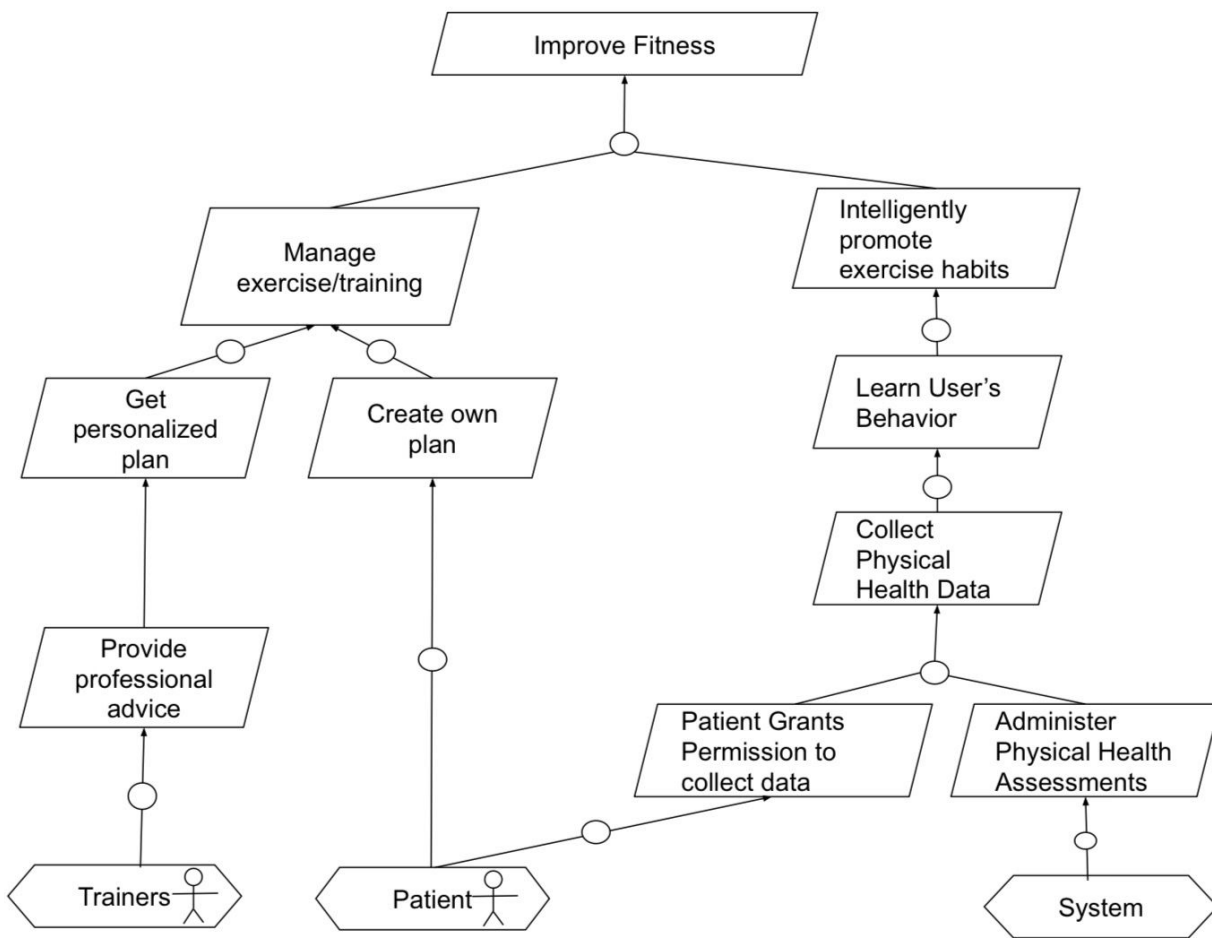 Improve Fitness
Manage
exercise/training
Intelligently
promote
exercise habits
Get
personalized
plan
Create own
plan
Learn User's
Behavior
Collect
Physical
Health Data
Provide
professional
advice
Patient Grants
Permission to
collect data
Administer
Physical Health
Assessments
Trainers
Patient
System